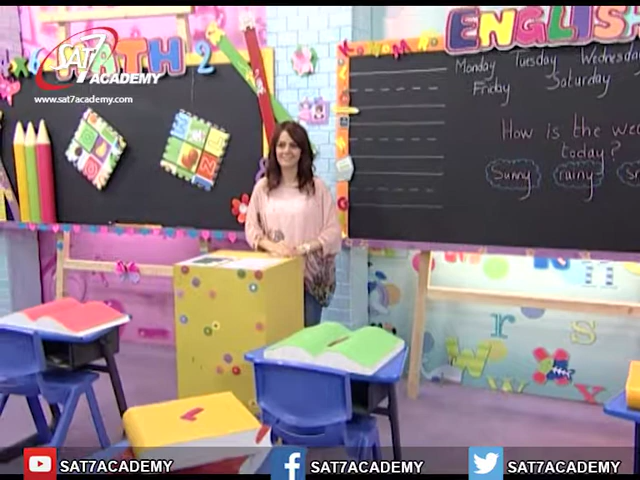 SAT7
ACADEMY
www.sat7academy.com
MATH
ENGLISH
Monday Tuesday Wednesday
Friday Saturday
How is the
today?
Sunny rainy
SAT7ACADEMY SAT7ACADEMY SAT7ACADEMY